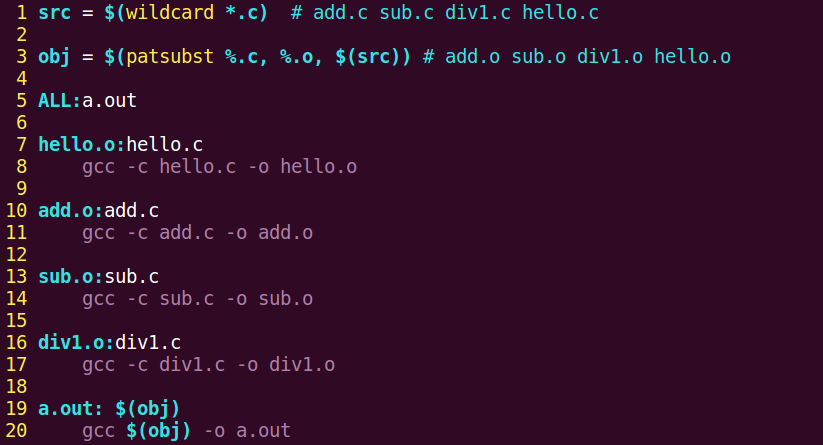 1 src = $(wildcard *.c)  # add.c sub.c div1.c hello.c
2
3 obj = $(patsubst %.c, %.o, $(src)) # add.o sub.o div1.o hello.o
4
5 ALL:a.out
6
7 hello.o:hello.c
8     gcc -c hello.c -o hello.o
9
10 add.o:add.c
11     gcc -c add.c -o add.o
12
13 sub.o:sub.c
14     gcc -c sub.c -o sub.o
15
16 div1.o:div1.c
17     gcc -c div1.c -o div1.o
18
19 a.out: $(obj)
20     gcc $(obj) -o a.out